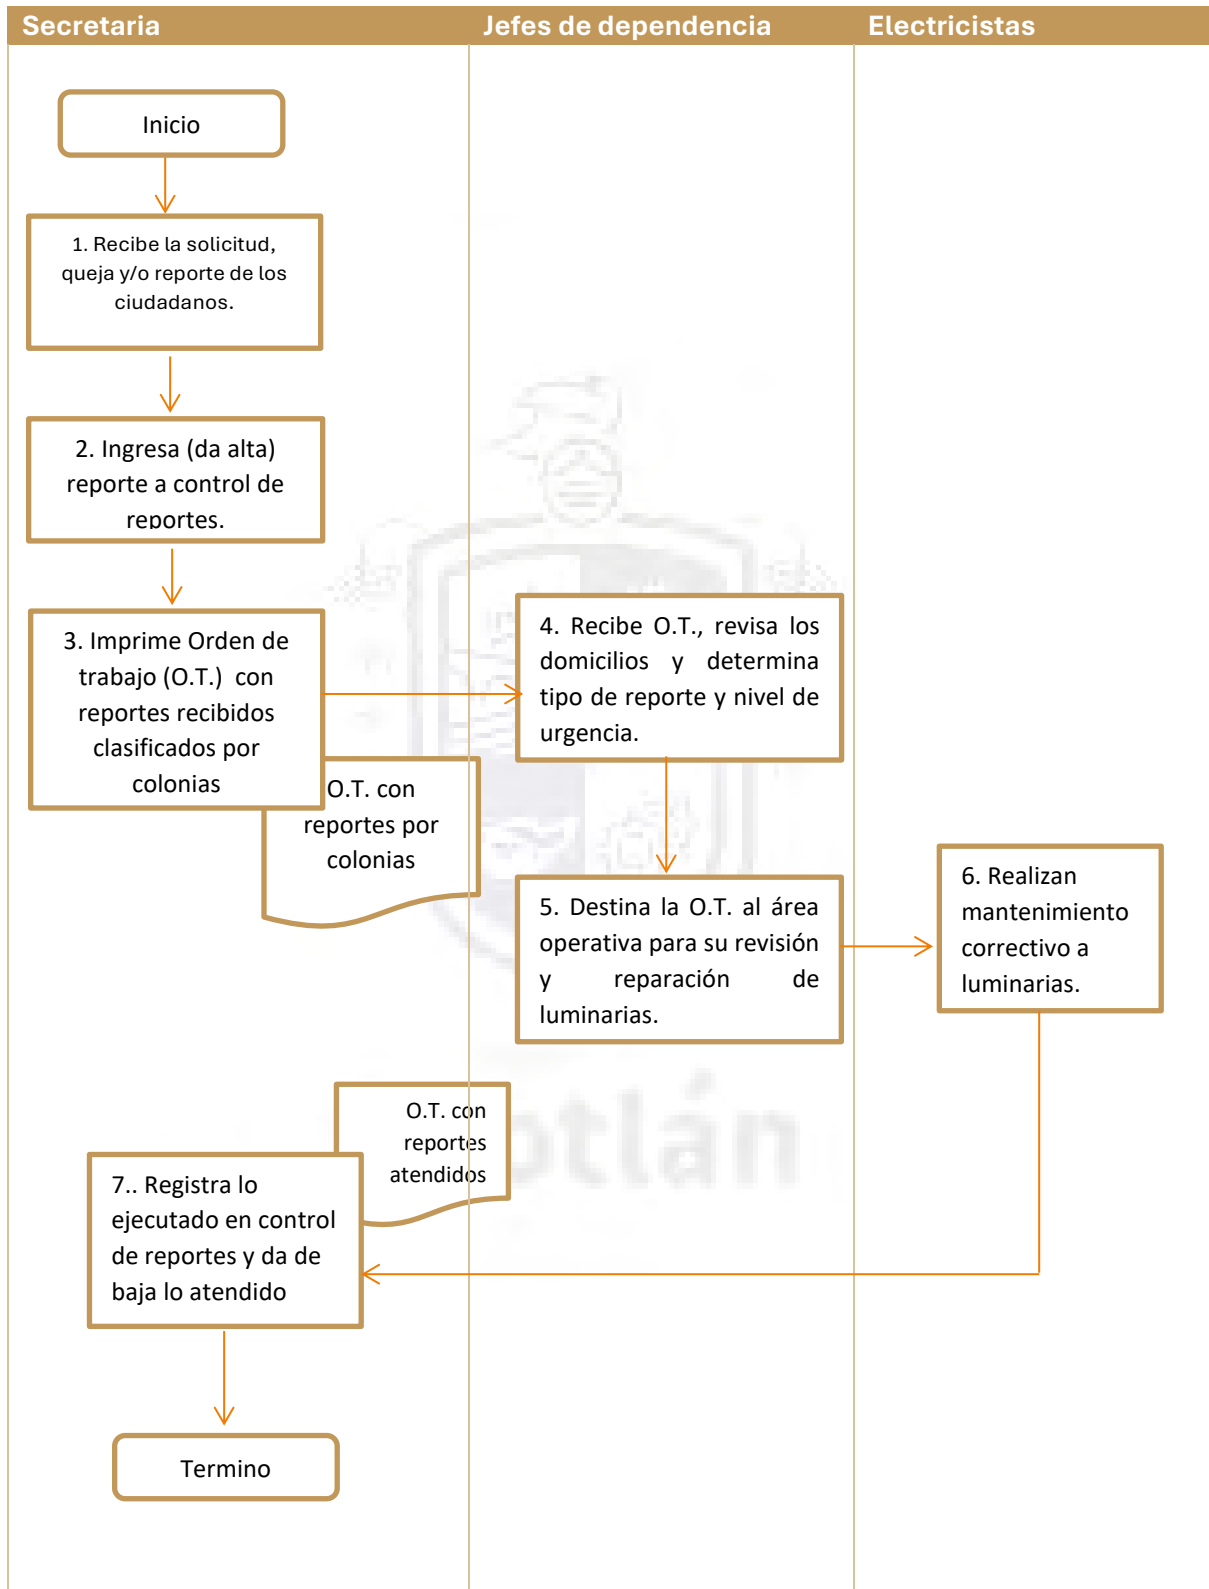 Secretaria
Jefes de dependencia
Electricistas
Inicio
1. Recibe la solicitud,
queja y/o reporte de los
ciudadanos.
2. Ingresa (da alta)
reporte a control de
reportes.
3. Imprime Orden de
trabajo (O.T.) con
reportes recibidos
clasificados por
colonias
O.T. con
reportes por
colonias
4. Recibe O.T., revisa los
domicilios y determina
tipo de reporte y nivel de
urgencia.
5. Destina la O.T. al área
operativa para su revisión
y reparación de
luminarias.
6. Realizan
mantenimiento
correctivo a
luminarias.
O.T. con
reportes
atendidos
7.. Registra lo
ejecutado en control
de reportes y da de
baja lo atendido
Termino